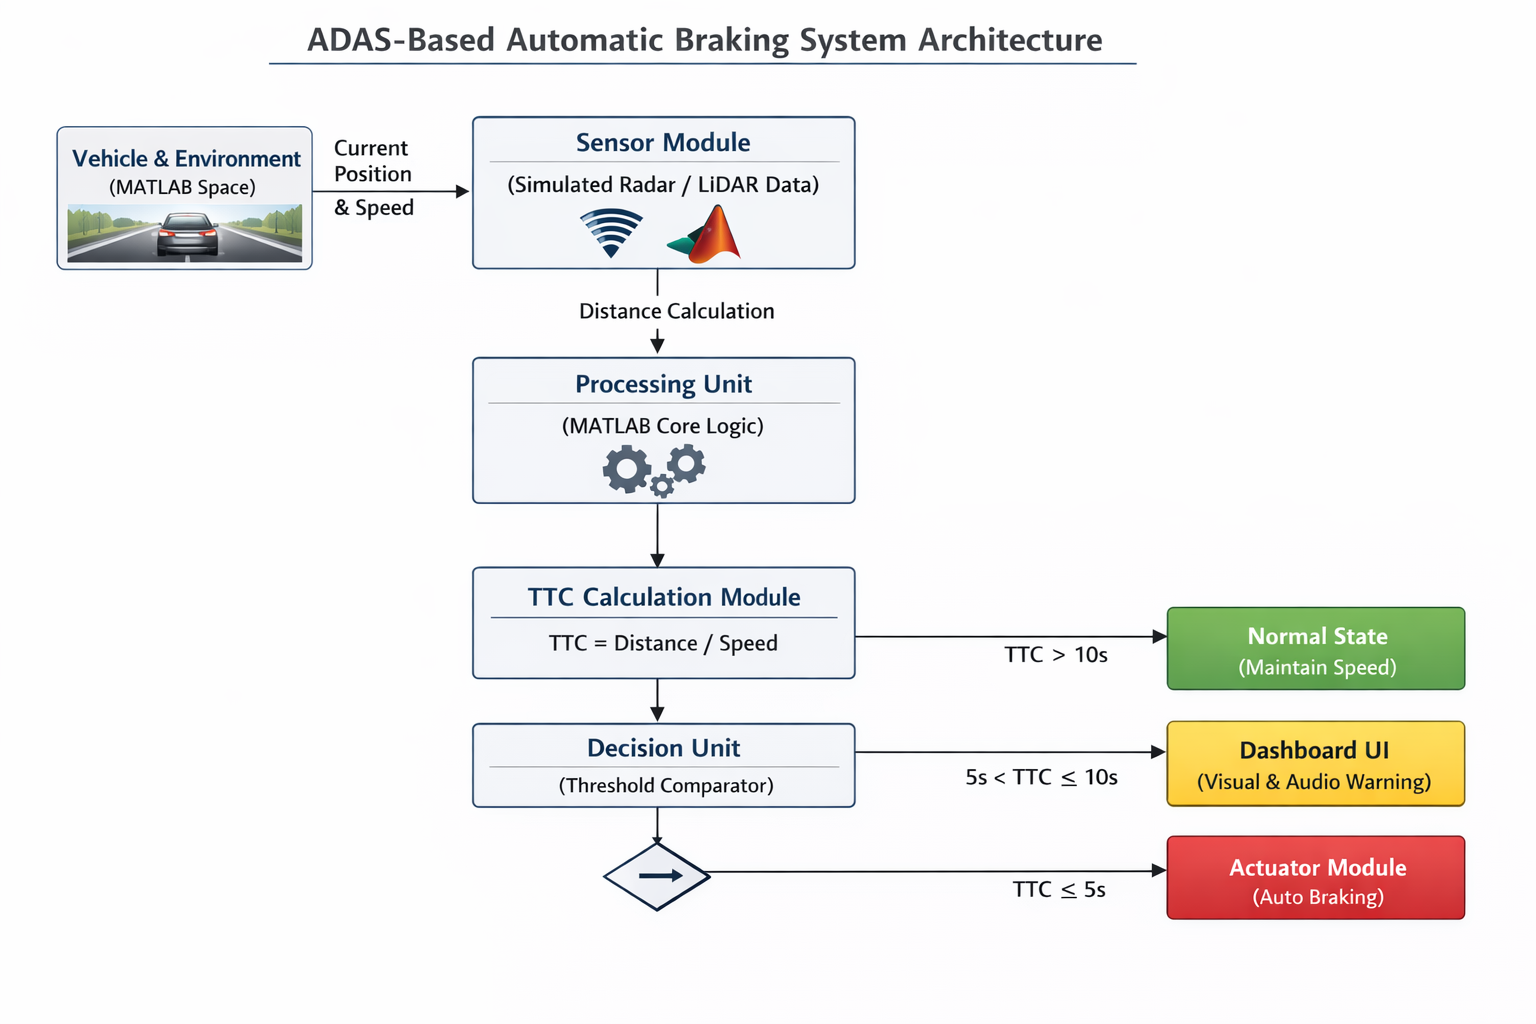 ADAS-Based Automatic Braking System Architecture
Vehicle & Environment
(MATLAB Space)
Current
Position
& Speed
Sensor Module
(Simulated Radar / LiDAR Data)
Distance Calculation
Processing Unit
(MATLAB Core Logic)
TTC Calculation Module
TTC = Distance / Speed
TTC > 10s
Normal State
(Maintain Speed)
Decision Unit
(Threshold Comparator)
5s < TTC ≤ 10s
Dashboard UI
(Visual & Audio Warning)
TTC ≤ 5s
Actuator Module
(Auto Braking)